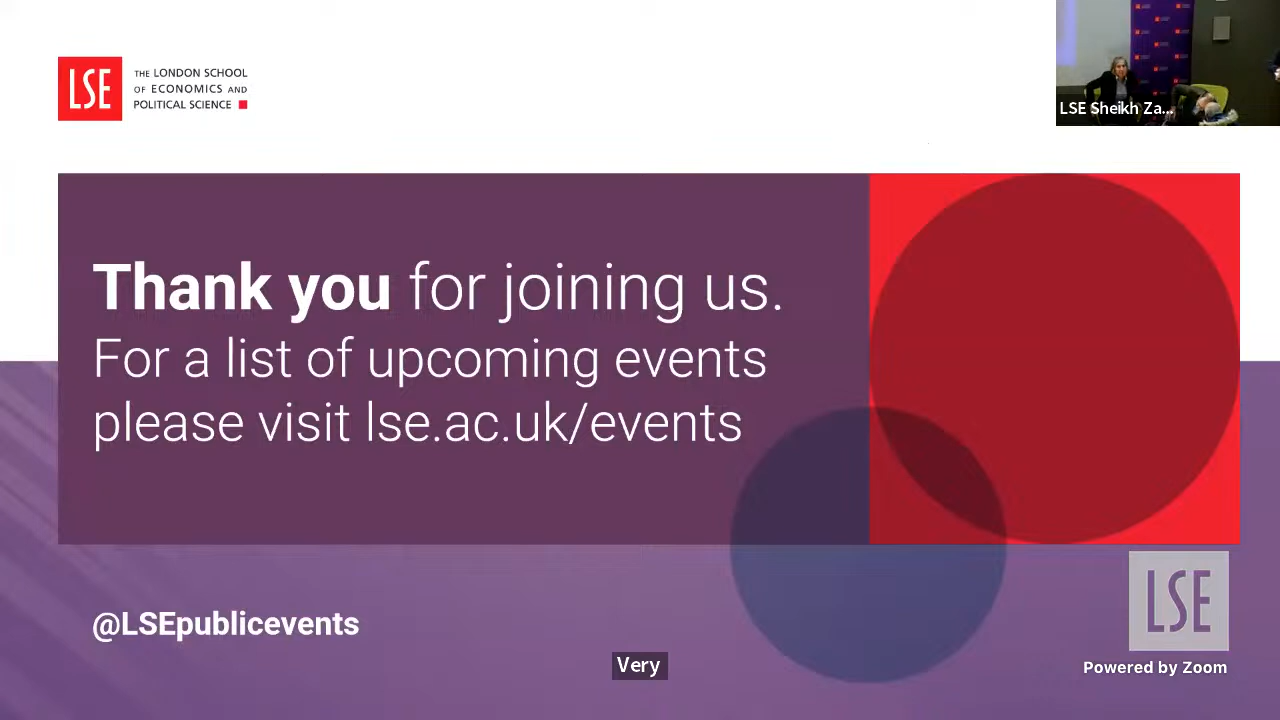 LSE
THE LONDON SCHOOL
OF ECONOMICS AND
POLITICAL SCIENCE
LSE Sheikh Za...
Thank you for joining us.
For a list of upcoming events
please visit lse.ac.uk/events
@LSEpublicevents
Very
LSE
Powered by Zoom